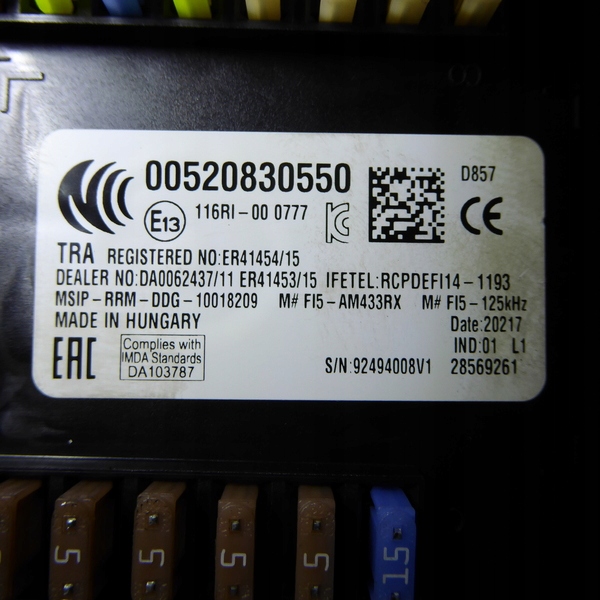 00520830550
D857
E13
116RI-00 0777
CE
TRA REGISTERED NO:ER41454/15
DEALER NO:DA0062437/11 ER41453/15 IFETEL:RCPDEFI14-1193
MSIP-RRM-DDG-10018209 M# FI5-AM433RX M# FI5-125kHz
MADE IN HUNGARY
Date:20217
EAC
Complies with
IMDA Standards
DA103787
IND:01 L1
S/N:92494008V1
28569261
5
5
5
5
5
15